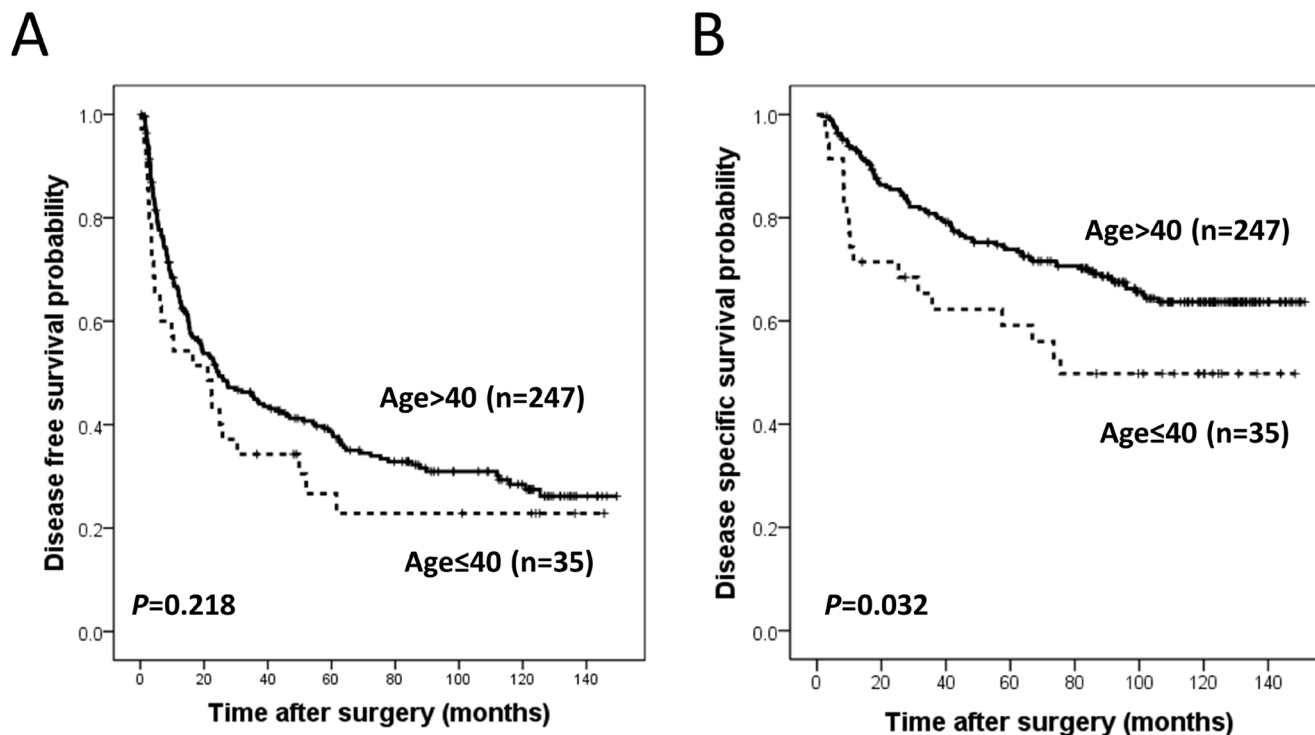 A
Disease free survival probability
1.0
0.8
0.6
0.4
0.2
0.0
Age>40 (n=247)
Age≤40 (n=35)
P=0.218
0 20 40 60 80 100 120 140
Time after surgery (months)
B
Disease specific survival probability
1.0
0.8
0.6
0.4
0.2
0.0
Age>40 (n=247)
Age≤40 (n=35)
P=0.032
0 20 40 60 80 100 120 140
Time after surgery (months)